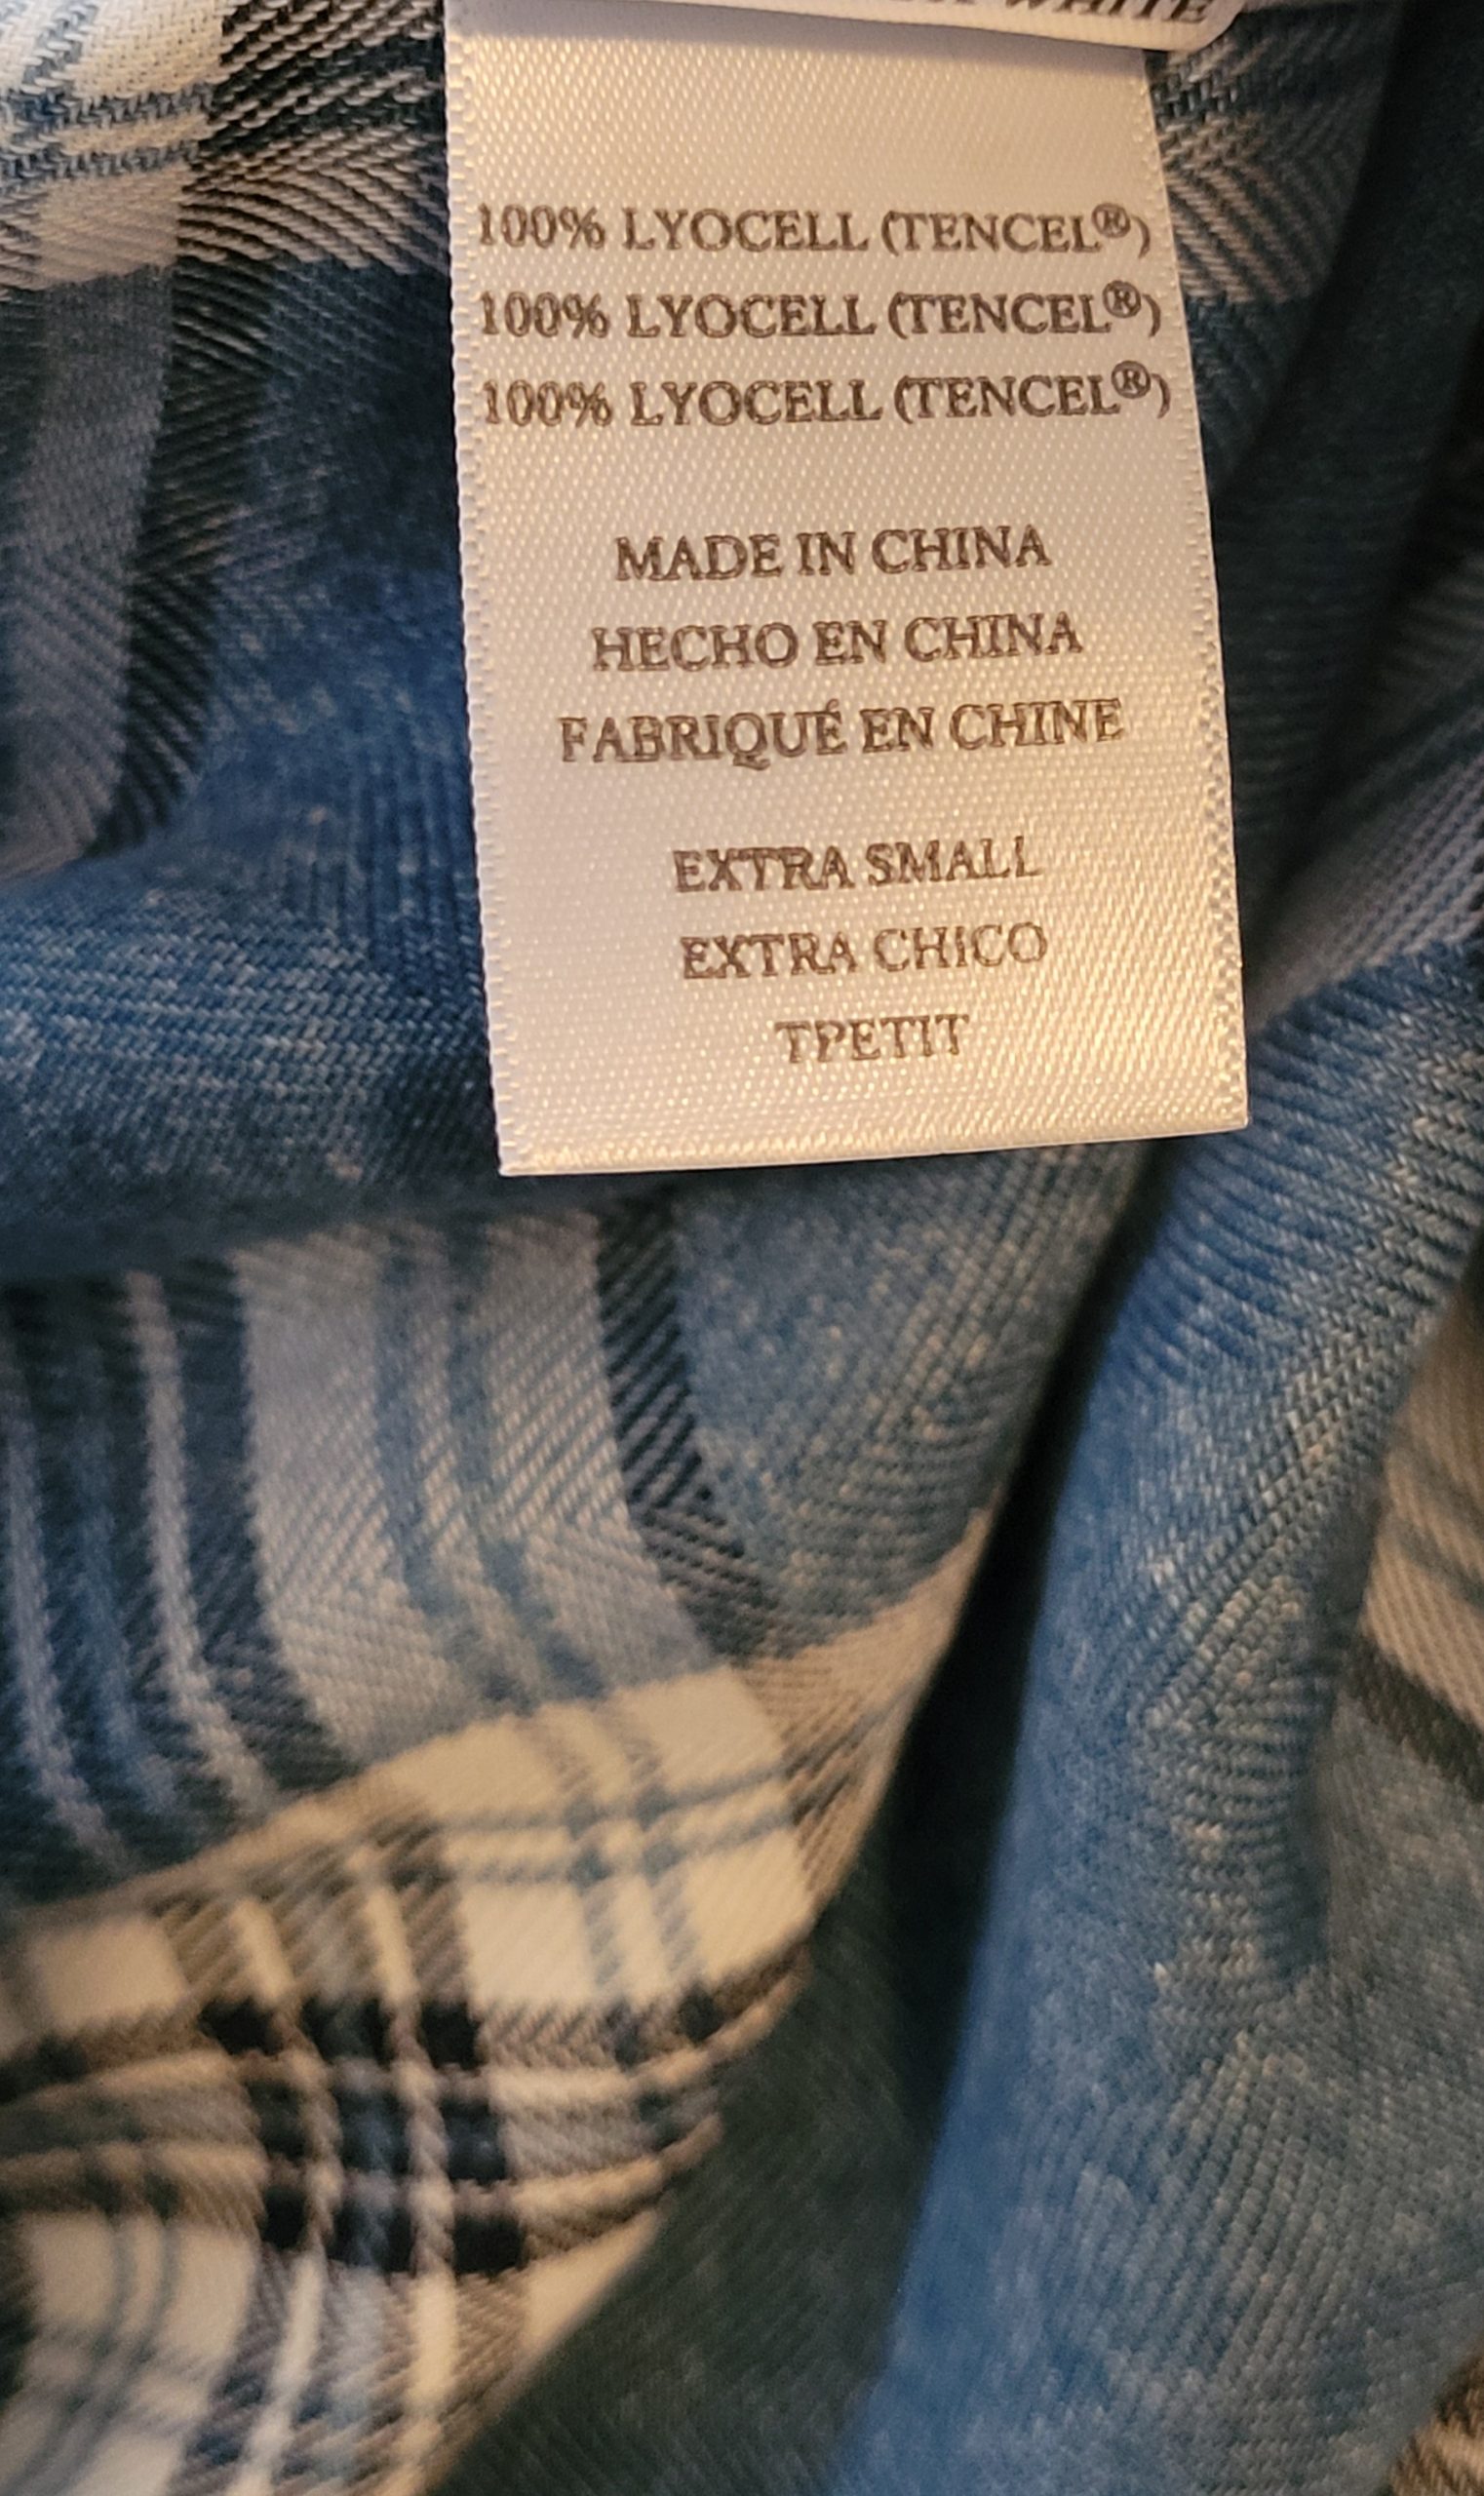 WHITE
100% LYOCELL (TENCEL®)
100% LYOCELL (TENCEL®)
100% LYOCELL (TENCEL®)
MADE IN CHINA
HECHO EN CHINA
FABRIQUÉ EN CHINE
EXTRA SMALL
EXTRA CHICO
TPETIT